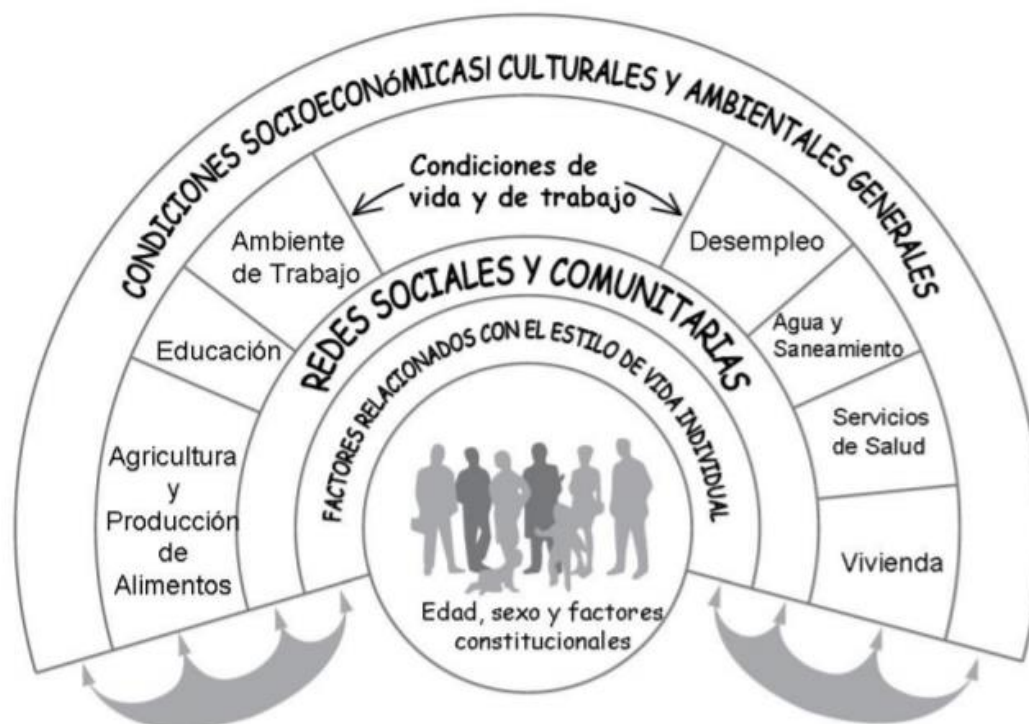 CONDICIONES SOCIOECONÓMICASI CULTURALES Y AMBIENTALES GENERALES
Condiciones de
vida y de trabajo
Ambiente
de Trabajo
Desempleo
REDES SOCIALES Y COMUNITARIAS
Educación
Agua y
Saneamiento
FACTORES RELACIONADOS CON EL ESTILO DE VIDA INDIVIDUAL
Agricultura
y
Producción
de
Alimentos
Servicios
de Salud
Vivienda
Edad, sexo y factores
constitucionales